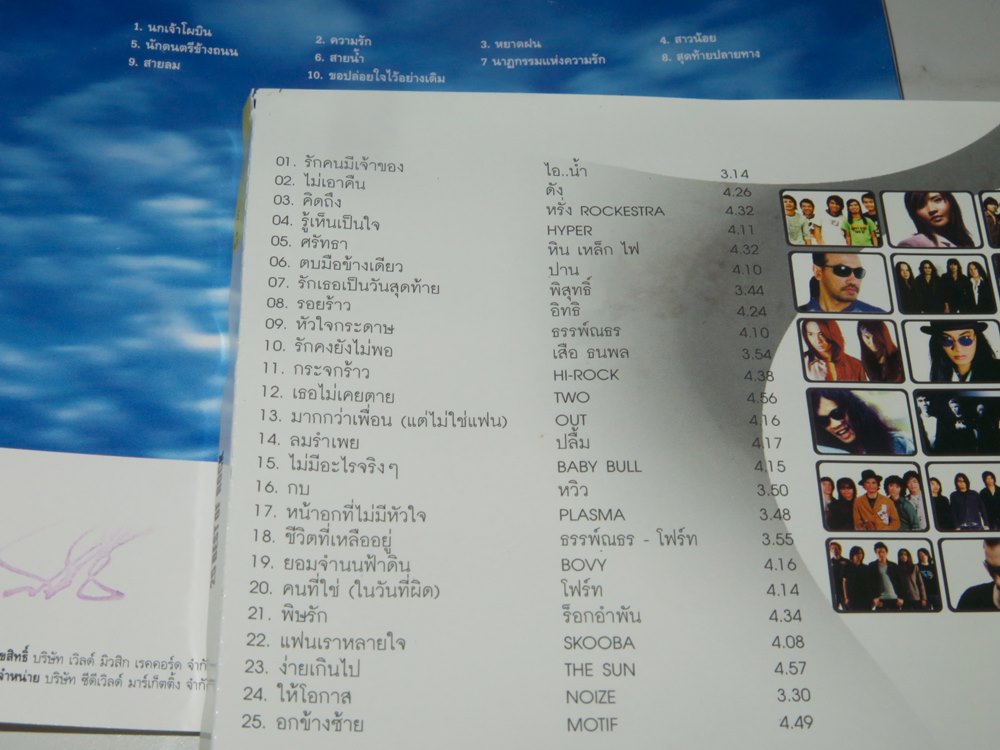 1. นกเจ้าโผบิน 2. ความรัก 3. หยาดฝน 4. สาวน้อย
5. นักดนตรีข้างถนน 6. สายน้ำ 7 นาฏกรรมแห่งความรัก 8. สุดท้ายปลายทาง
9. สายลม 10. ขอปล่อยใจไว้อย่างเดิม
01. รักคนมีเจ้าของ ไอ..น้ำ 3.14
02. ไม่เอาคืน ดัง 4.26
03. คิดถึง หรั่ง ROCKESTRA 4.32
04. รู้เห็นเป็นใจ HYPER 4.11
05. ศรัทธา หิน เหล็ก ไฟ 4.32
06. ตบมือข้างเดียว ปาน 4.10
07. รักเธอเป็นวันสุดท้าย พิสุทธิ์ 3.44
08. รอยร้าว อิทธิ 4.24
09. หัวใจกระดาษ ธรรพ์ณธร 4.10
10. รักคงยังไม่พอ เสือ ธนพล 3.54
11. กระจกร้าว HI-ROCK 4.38
12. เธอไม่เคยตาย TWO 4.56
13. มากกว่าเพื่อน (แต่ไม่ใช่แฟน) OUT 4.16
14. ลมรำเพย ปลื้ม 4.17
15. ไม่มีอะไรจริงๆ BABY BULL 4.15
16. กบ หวิว 3.50
17. หน้าอกที่ไม่มีหัวใจ PLASMA 3.48
18. ชีวิตที่เหลืออยู่ ธรรพ์ณธร - โฟร์ท 3.55
19. ยอมจำนนฟ้าดิน BOVY 4.16
20. คนที่ใช่ (ในวันที่ผิด) โฟร์ท 4.14
21. พิษรัก ร็อกอำพัน 4.34
22. แฟนเราหลายใจ SKOOBA 4.08
23. ง่ายเกินไป THE SUN 4.57
24. ให้โอกาส NOIZE 3.30
25. อกข้างซ้าย MOTIF 4.49
ขสิทธิ์ บริษัท เวิลด์ มิวสิก เรคคอร์ด จำกั
จำหน่าย บริษัท ซีดีเวิลด์ มาร์เก็ตติ้ง จำกั